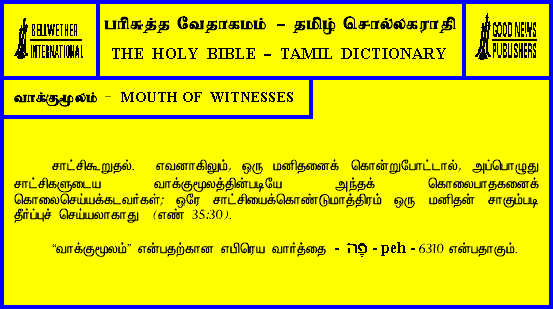 BELLWETHER
INTERNATIONAL
பரிசுத்த வேதாகமம் – தமிழ் சொல்லகராதி
THE HOLY BIBLE – TAMIL DICTIONARY
GOOD NEWS
PUBLISHERS
வாக்குமூலம் – MOUTH OF WITNESSES
சாட்சிகூறுதல். எவனாகிலும், ஒரு மனிதனைக் கொன்றுபோட்டால், அப்பொழுது
சாட்சிகளுடைய வாக்குமூலத்தின்படியே அந்தக் கொலைபாதகனைக்
கொலைசெய்யக்கடவர்கள்; ஒரே சாட்சியைக்கொண்டுமாத்திரம் ஒரு மனிதன் சாகும்படி
தீர்ப்புச் செய்யலாகாது (எண் 35:30).
“வாக்குமூலம்” என்பதற்கான எபிரெய வார்த்தை - פֶּה - peh - 6310 என்பதாகும்.